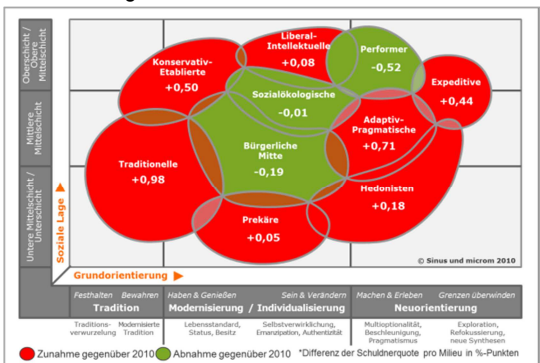 Oberschicht /
Obere
Mittelschicht
Mittlere
Mittelschicht
Untere Mittelschicht /
Unterschicht
Soziale Lage
Konservativ-
Etablierte
+0,50
Liberal-
Intellektuelle
+0,08
Performer
-0,52
Expeditive
+0,44
Sozialökologische
-0,01
Adaptiv-
Pragmatische
+0,71
Bürgerliche
Mitte
-0,19
Traditionelle
+0,98
Hedonisten
+0,18
Prekäre
+0,05
© Sinus und microm 2010
Grundorientierung
Festhalten Bewahren Haben & Genießen Sein & Verändern Machen & Erleben Grenzen überwinden
Tradition Modernisierung / Individualisierung Neuorientierung
Traditions-
verwurzelung
Modernisierte
Tradition
Lebensstandard,
Status, Besitz
Selbstverwirklichung,
Emanzipation, Authentizität
Multioptionalität,
Beschleunigung,
Pragmatismus
Exploration,
Refokussierung,
neue Synthesen
Zunahme gegenüber 2010 Abnahme gegenüber 2010 *Differenz der Schuldnerquote pro Milieu in %-Punkten